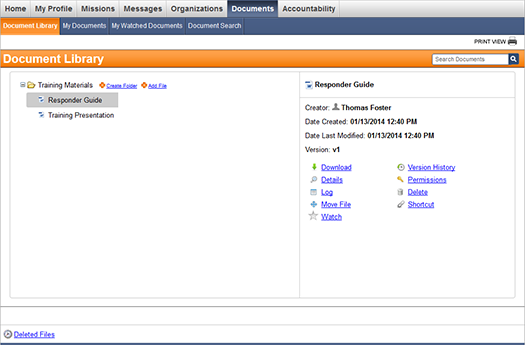 Home My Profile Missions Messages Organizations Documents Accountability
Document Library My Documents My Watched Documents Document Search
PRINT VIEW
Document Library Search Documents
Training Materials Create Folder Add File
Responder Guide
Training Presentation
Responder Guide
Creator: Thomas Foster
Date Created: 01/13/2014 12:40 PM
Date Last Modified: 01/13/2014 12:40 PM
Version: v1
Download Version History
Details Permissions
Log Delete
Move File Shortcut
Watch
Deleted Files